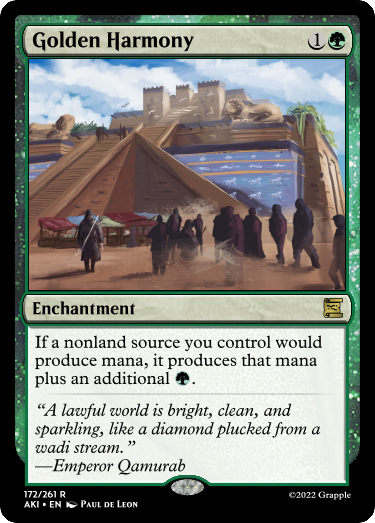 Golden Harmony 1
Enchantment
If a nonland source you control would
produce mana, it produces that mana
plus an additional .
“A lawful world is bright, clean, and
sparkling, like a diamond plucked from a
wadi stream.”
—Emperor Qamurab
172/261 R
AKI • EN Paul de Leon
©2022 Grapple